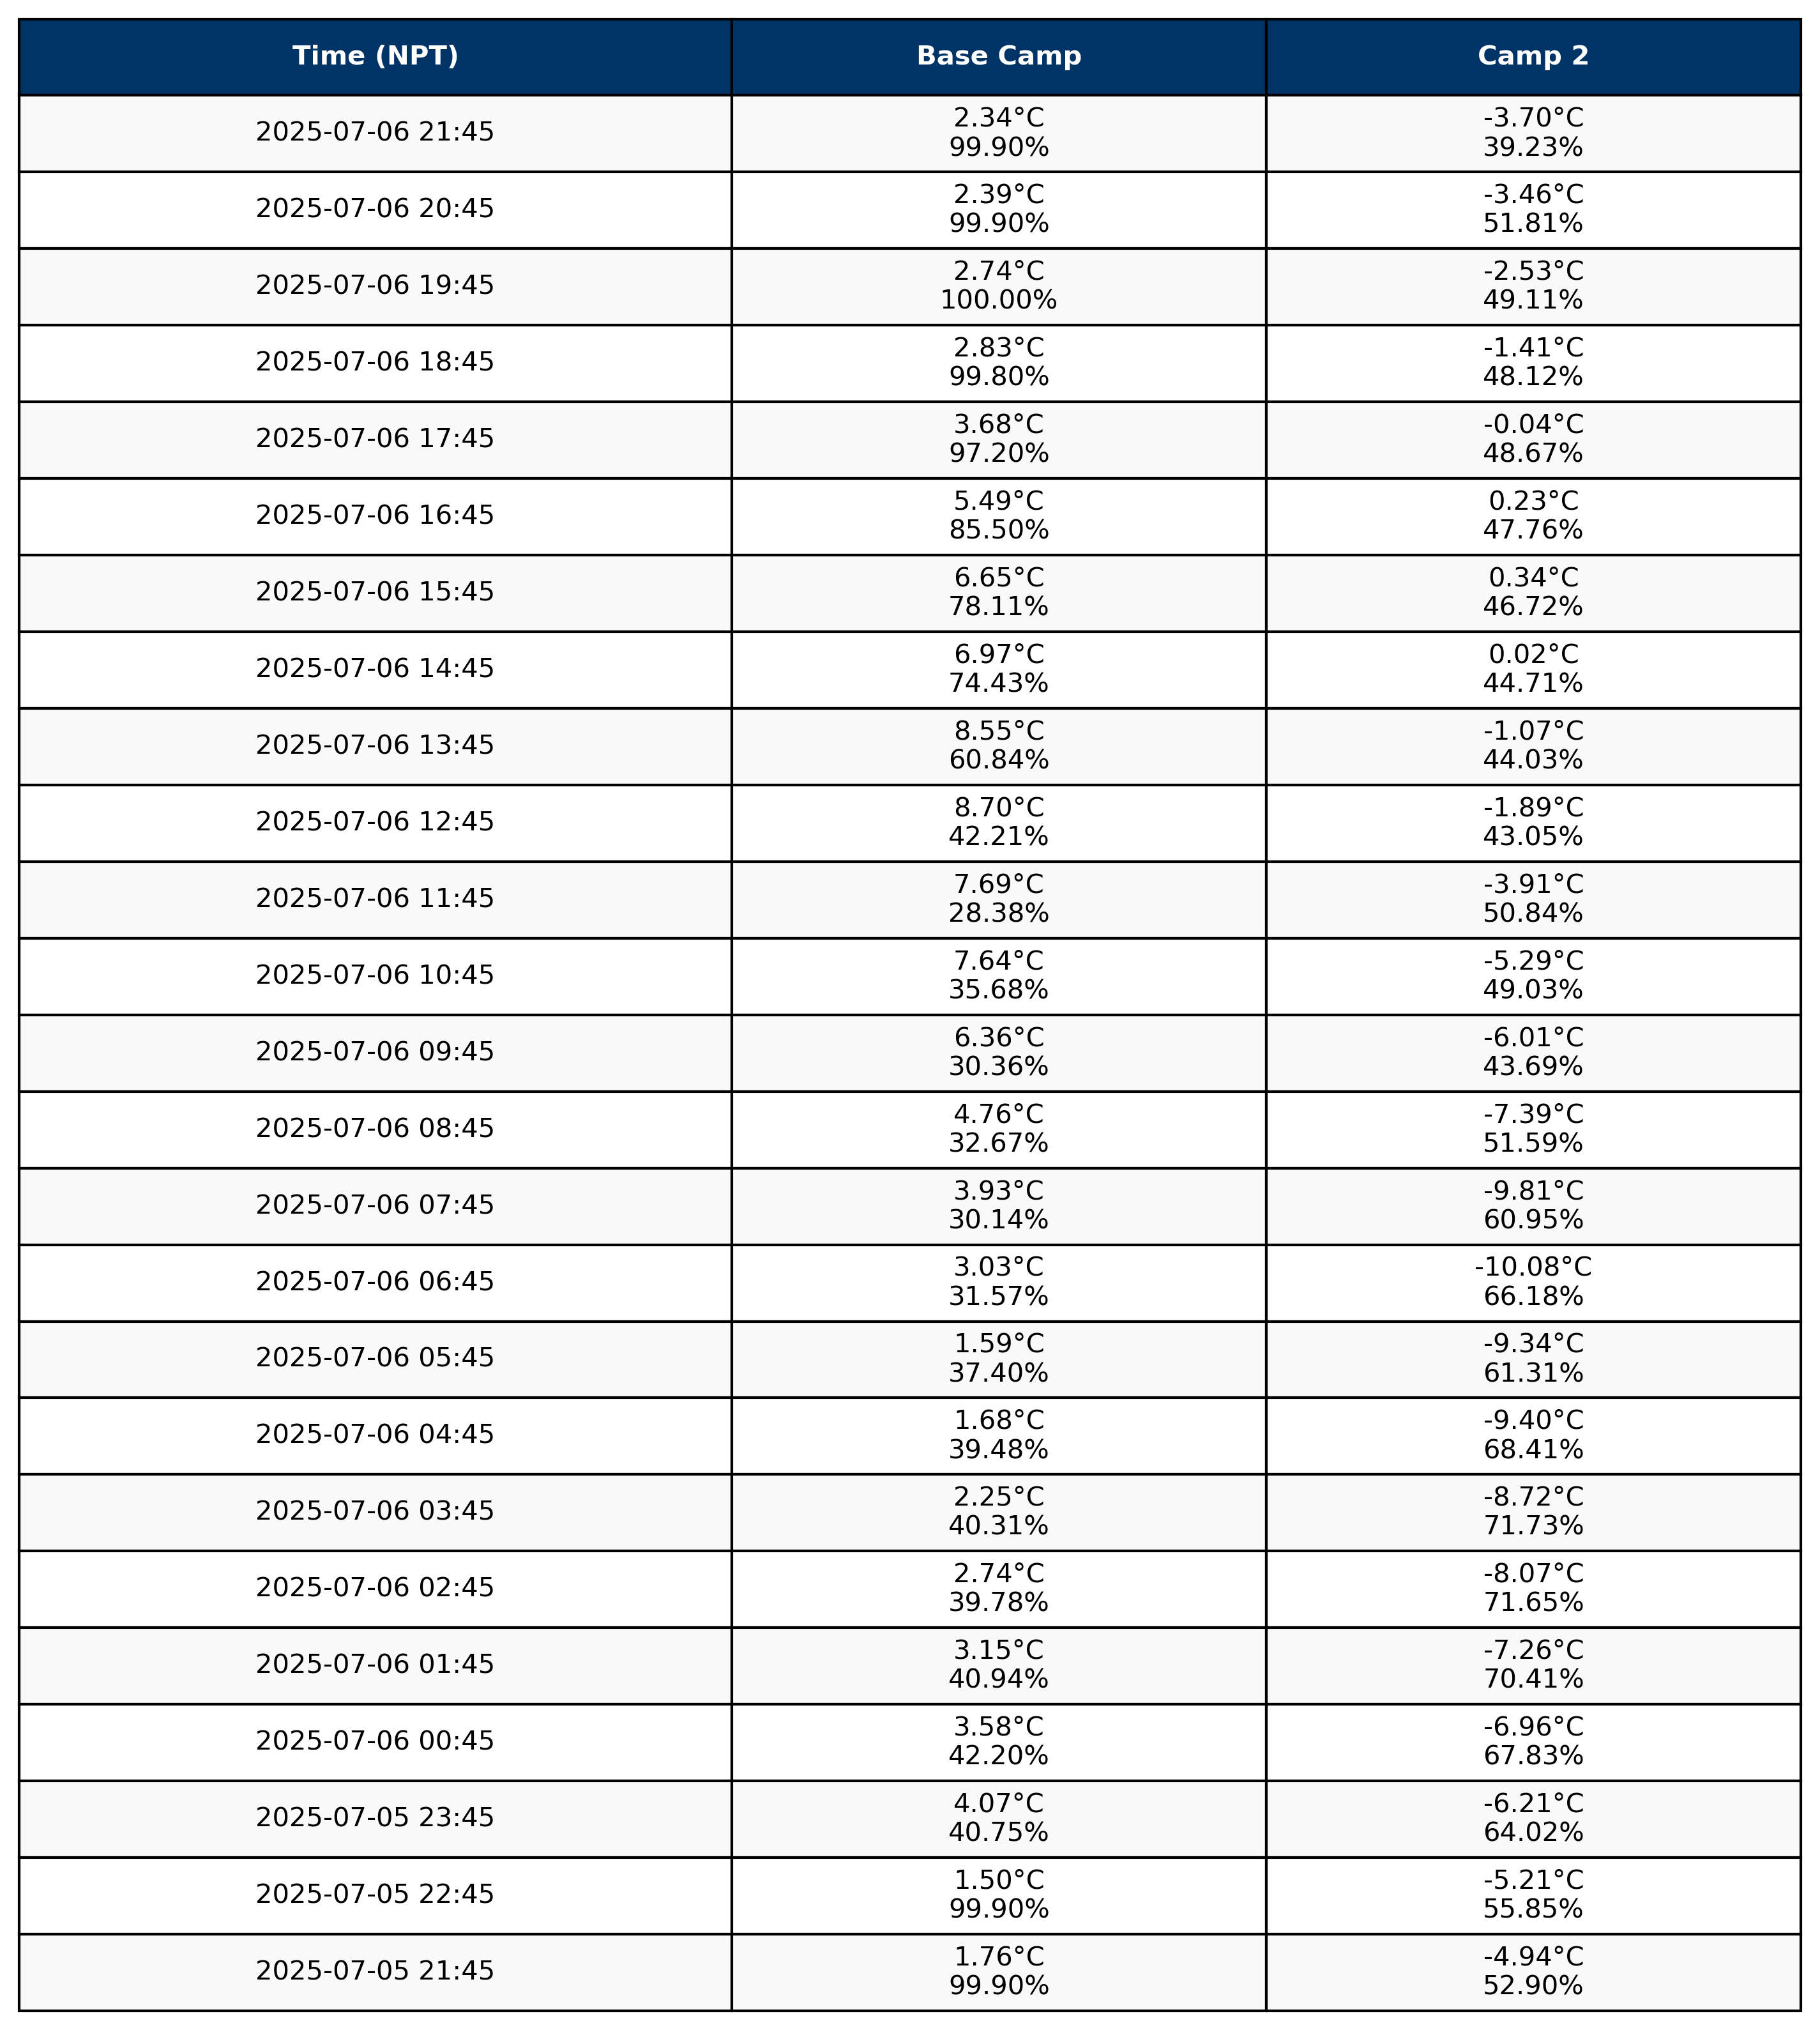 Time (NPT) Base Camp Camp 2
2025-07-06 21:45 2.34°C -3.70°C
99.90% 39.23%
2025-07-06 20:45 2.39°C -3.46°C
99.90% 51.81%
2025-07-06 19:45 2.74°C -2.53°C
100.00% 49.11%
2025-07-06 18:45 2.83°C -1.41°C
99.80% 48.12%
2025-07-06 17:45 3.68°C -0.04°C
97.20% 48.67%
2025-07-06 16:45 5.49°C 0.23°C
85.50% 47.76%
2025-07-06 15:45 6.65°C 0.34°C
78.11% 46.72%
2025-07-06 14:45 6.97°C 0.02°C
74.43% 44.71%
2025-07-06 13:45 8.55°C -1.07°C
60.84% 44.03%
2025-07-06 12:45 8.70°C -1.89°C
42.21% 43.05%
2025-07-06 11:45 7.69°C -3.91°C
28.38% 50.84%
2025-07-06 10:45 7.64°C -5.29°C
35.68% 49.03%
2025-07-06 09:45 6.36°C -6.01°C
30.36% 43.69%
2025-07-06 08:45 4.76°C -7.39°C
32.67% 51.59%
2025-07-06 07:45 3.93°C -9.81°C
30.14% 60.95%
2025-07-06 06:45 3.03°C -10.08°C
31.57% 66.18%
2025-07-06 05:45 1.59°C -9.34°C
37.40% 61.31%
2025-07-06 04:45 1.68°C -9.40°C
39.48% 68.41%
2025-07-06 03:45 2.25°C -8.72°C
40.31% 71.73%
2025-07-06 02:45 2.74°C -8.07°C
39.78% 71.65%
2025-07-06 01:45 3.15°C -7.26°C
40.94% 70.41%
2025-07-06 00:45 3.58°C -6.96°C
42.20% 67.83%
2025-07-05 23:45 4.07°C -6.21°C
40.75% 64.02%
2025-07-05 22:45 1.50°C -5.21°C
99.90% 55.85%
2025-07-05 21:45 1.76°C -4.94°C
99.90% 52.90%